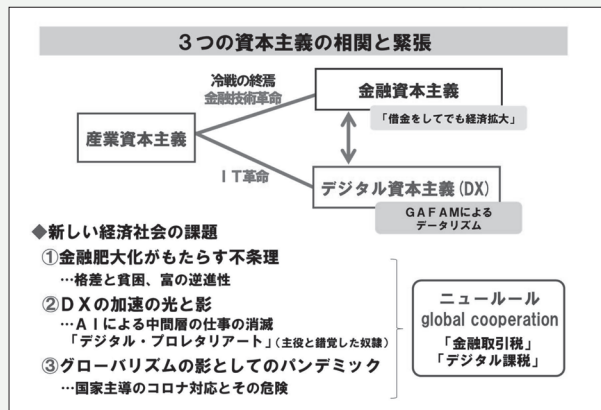 3つの資本主義の相関と緊張
冷戦の終焉
金融技術革命
金融資本主義
「借金をしてでも経済拡大」
産業資本主義
IT革命
デジタル資本主義(DX)
GAFAMによる
データリズム
◆新しい経済社会の課題
①金融肥大化がもたらす不条理
…格差と貧困、富の逆進性
②DXの加速の光と影
…AIによる中間層の仕事の消滅
「デジタル・プロレタリアート」(主役と錯覚した奴隷)
③グローバリズムの影としてのパンデミック
…国家主導のコロナ対応とその危険
ニュールール
global cooperation
「金融取引税」
「デジタル課税」